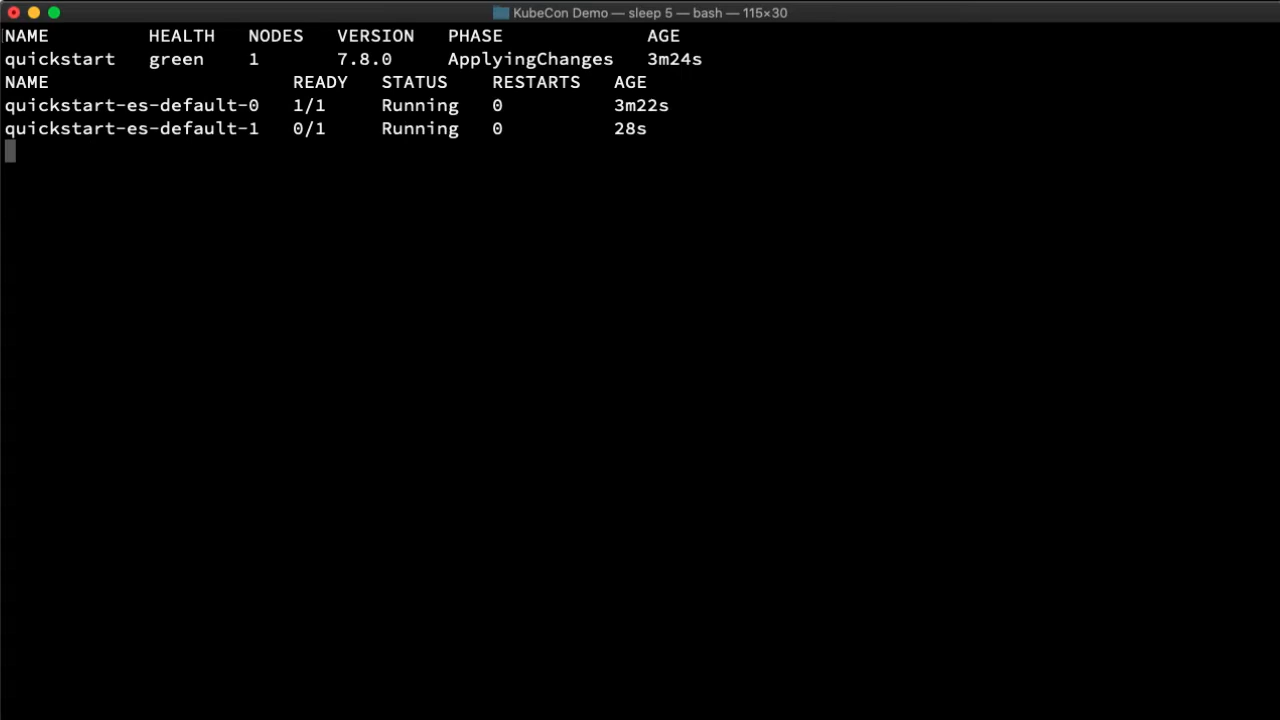 KubeCon Demo — sleep 5 — bash — 115×30
NAME HEALTH NODES VERSION PHASE AGE
quickstart green 1 7.8.0 ApplyingChanges 3m24s
NAME READY STATUS RESTARTS AGE
quickstart-es-default-0 1/1 Running 0 3m22s
quickstart-es-default-1 0/1 Running 0 28s